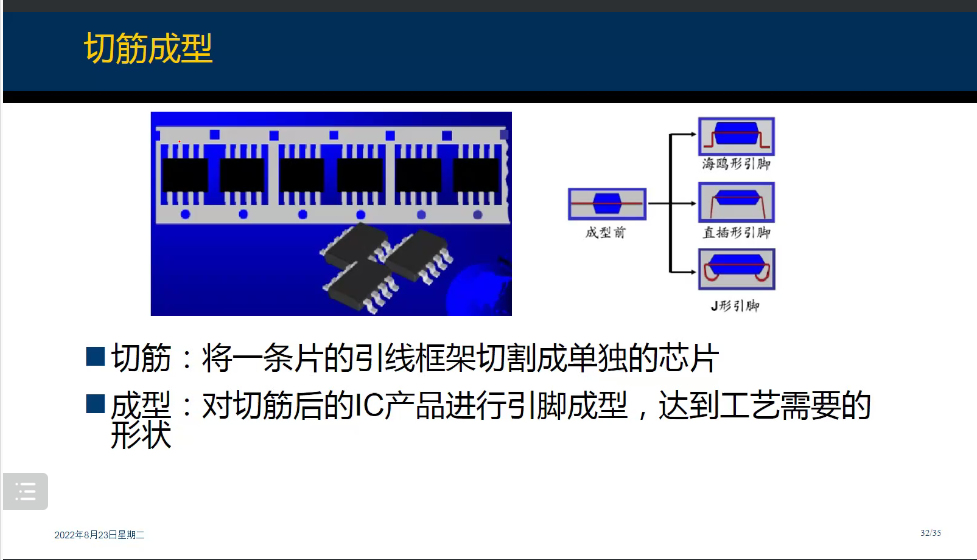 切筋成型
海鸥形引脚
成型前
直插形引脚
J形引脚
切筋：将一条片的引线框架切割成单独的芯片
成型：对切筋后的IC产品进行引脚成型，达到工艺需要的
形状
2022年8月23日星期二
32/35